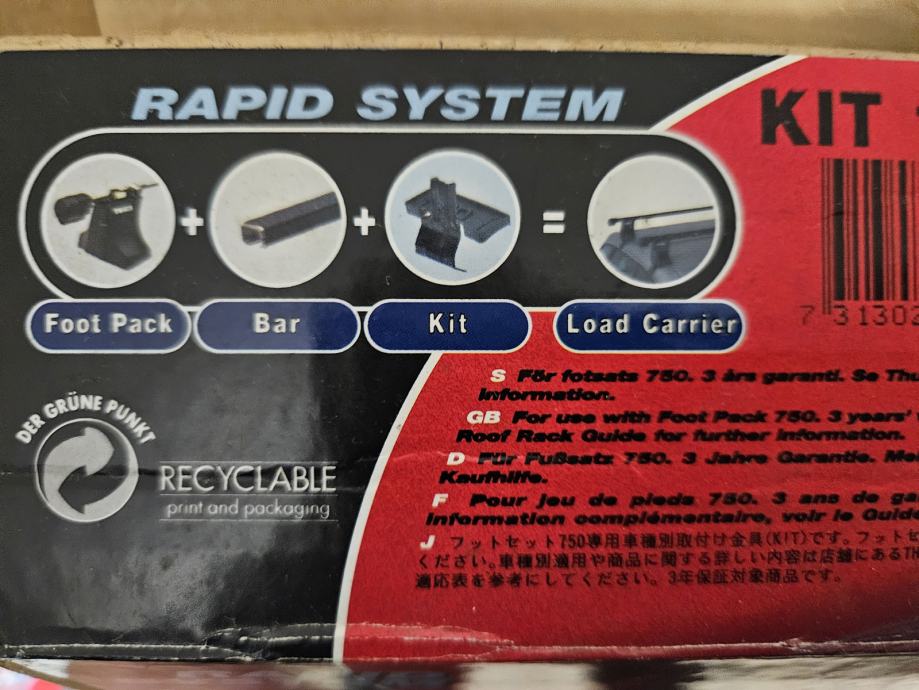 RAPID SYSTEM
KIT
+ + =
Foot Pack Bar Kit Load Carrier
7 31302
S För fotsats 750. 3 års garanti. Se
Information.
GB For use with Foot Pack 750. 3 years'
Roof Rack Guide for further information.
D Für Fußsatz 750. 3 Jahre Garantie.
Kaufhilfe.
F Pour jeu de pieds 750. 3 ans de
information complémentaire, voir le Guide
J フットセット750専用車種別取付け金具(KIT)です。フットセ
ください。車種別適用や商品に関する詳しい内容は店舗にあるTh
適応表を参考にしてください。3年保証対象商品です。
DER GRÜNE PUNKT
RECYCLABLE
print and packaging